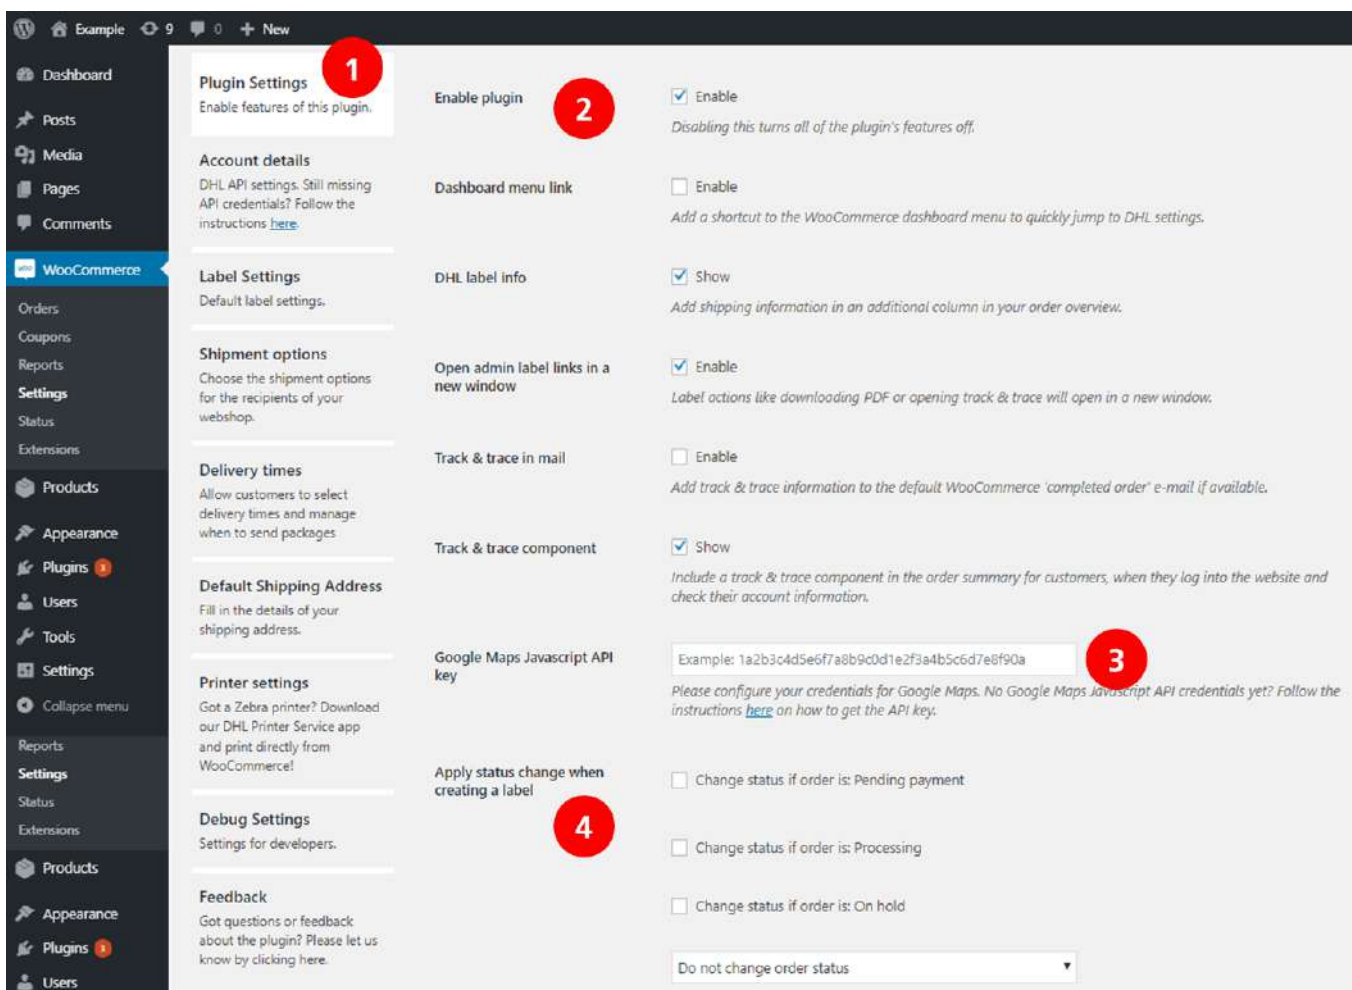 Example 9 0 New
Dashboard
Posts
Media
Pages
Comments
woo WooCommerce
Orders
Coupons
Reports
Settings
Status
Extensions
Products
Appearance
Plugins 3
Users
Tools
Settings
Collapse menu
Reports
Settings
Status
Extensions
Products
Appearance
Plugins 3
Users
1
Plugin Settings
Enable features of this plugin.
Account details
DHL API settings. Still missing
API credentials? Follow the
instructions here.
Label Settings
Default label settings.
Shipment options
Choose the shipment options
for the recipients of your
webshop.
Delivery times
Allow customers to select
delivery times and manage
when to send packages
Default Shipping Address
Fill in the details of your
shipping address.
Printer settings
Got a Zebra printer? Download
our DHL Printer Service app
and print directly from
WooCommerce!
Debug Settings
Settings for developers.
Feedback
Got questions or feedback
about the plugin? Please let us
know by clicking here.
Enable plugin
2
Enable
Disabling this turns all of the plugin's features off.
Dashboard menu link
Enable
Add a shortcut to the WooCommerce dashboard menu to quickly jump to DHL settings.
DHL label info
Show
Add shipping information in an additional column in your order overview.
Open admin label links in a
new window
Enable
Label actions like downloading PDF or opening track & trace will open in a new window.
Track & trace in mail
Enable
Add track & trace information to the default WooCommerce 'completed order' e-mail if available.
Track & trace component
Show
Include a track & trace component in the order summary for customers, when they log into the website and
check their account information.
Google Maps Javascript API
key
Example: 1a2b3c4d5e6f7a8b9c0d1e2f3a4b5c6d7e8f90a
3
Please configure your credentials for Google Maps. No Google Maps Javascript API credentials yet? Follow the
instructions here on how to get the API key.
Apply status change when
creating a label
4
Change status if order is: Pending payment
Change status if order is: Processing
Change status if order is: On hold
Do not change order status